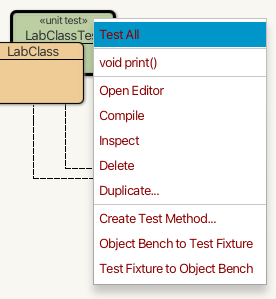 «unit test»
LabClassTes
LabClass
Test All
void print()
Open Editor
Compile
Inspect
Delete
Duplicate...
Create Test Method...
Object Bench to Test Fixture
Test Fixture to Object Bench